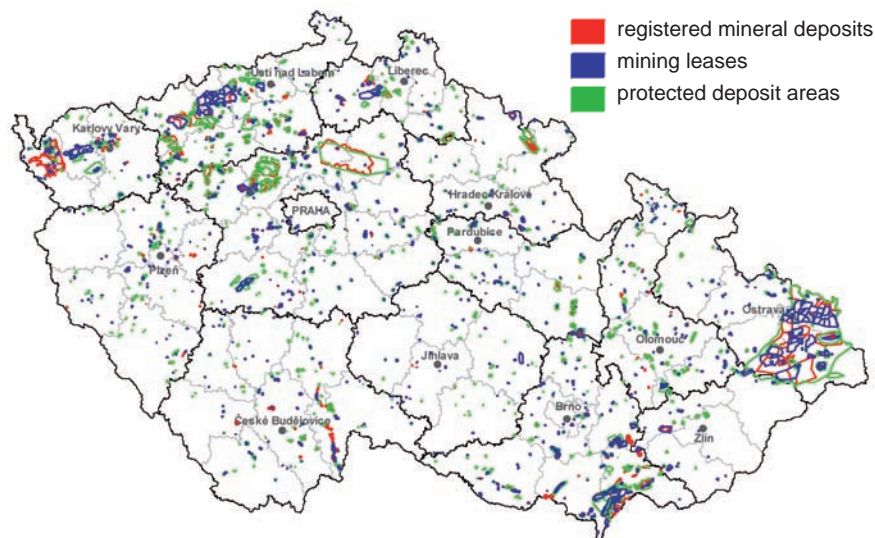 registered mineral deposits
mining leases
protected deposit areas
Ústí nad Labem
Liberec
Karlovy Vary
Hradec Králové
PRAHA
Pardubice
Plzeň
Ostrava
Olomouc
Jihlava
Brno
České Budějovice
Zlín